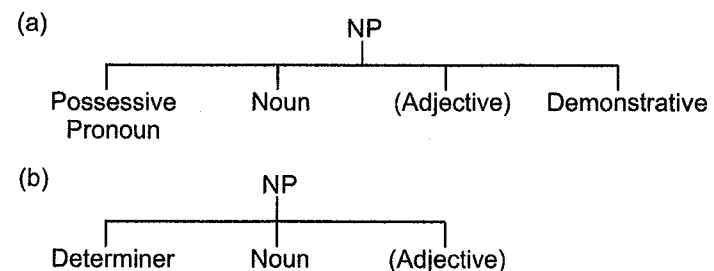 (a)
NP
Possessive Pronoun Noun (Adjective) Demonstrative
(b)
NP
Determiner Noun (Adjective)